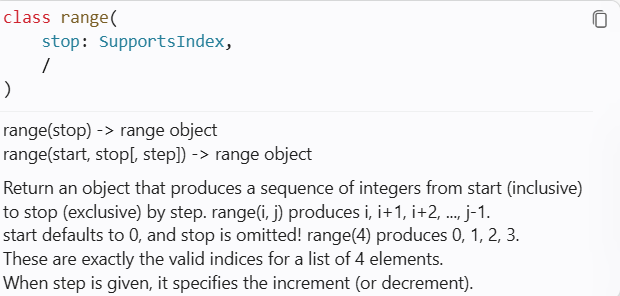 class range(
    stop: SupportsIndex,
    /
)
range(stop) -> range object
range(start, stop[, step]) -> range object
Return an object that produces a sequence of integers from start (inclusive)
to stop (exclusive) by step. range(i, j) produces i, i+1, i+2, ..., j-1.
start defaults to 0, and stop is omitted! range(4) produces 0, 1, 2, 3.
These are exactly the valid indices for a list of 4 elements.
When step is given, it specifies the increment (or decrement).